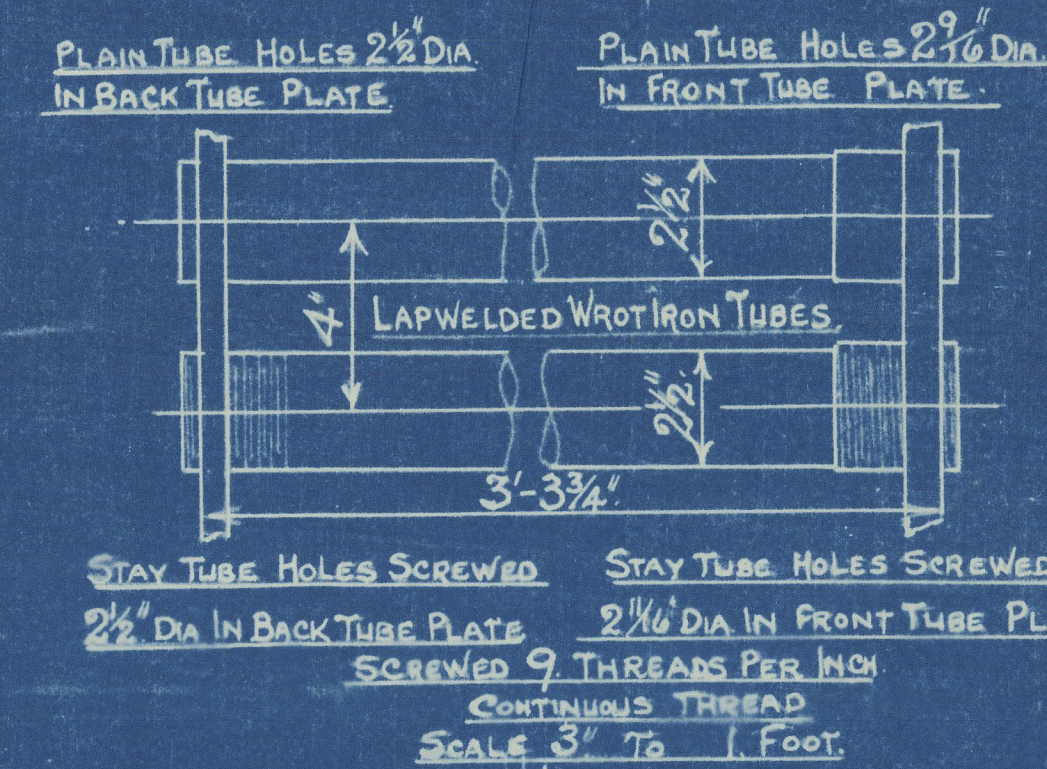 PLAIN TUBE HOLES 2½" DIA.
IN BACK TUBE PLATE
PLAIN TUBE HOLES 2 9/16" DIA.
IN FRONT TUBE PLATE.
2½"
4"
LAPWELDED WROT IRON TUBES.
2½"
3'-3¾"
STAY TUBE HOLES SCREWED
2½" DIA IN BACK TUBE PLATE
STAY TUBE HOLES SCREWED
2 11/16" DIA. IN FRONT TUBE PL
SCREWED 9. THREADS PER INCH
CONTINUOUS THREAD
SCALE 3" TO 1. FOOT.